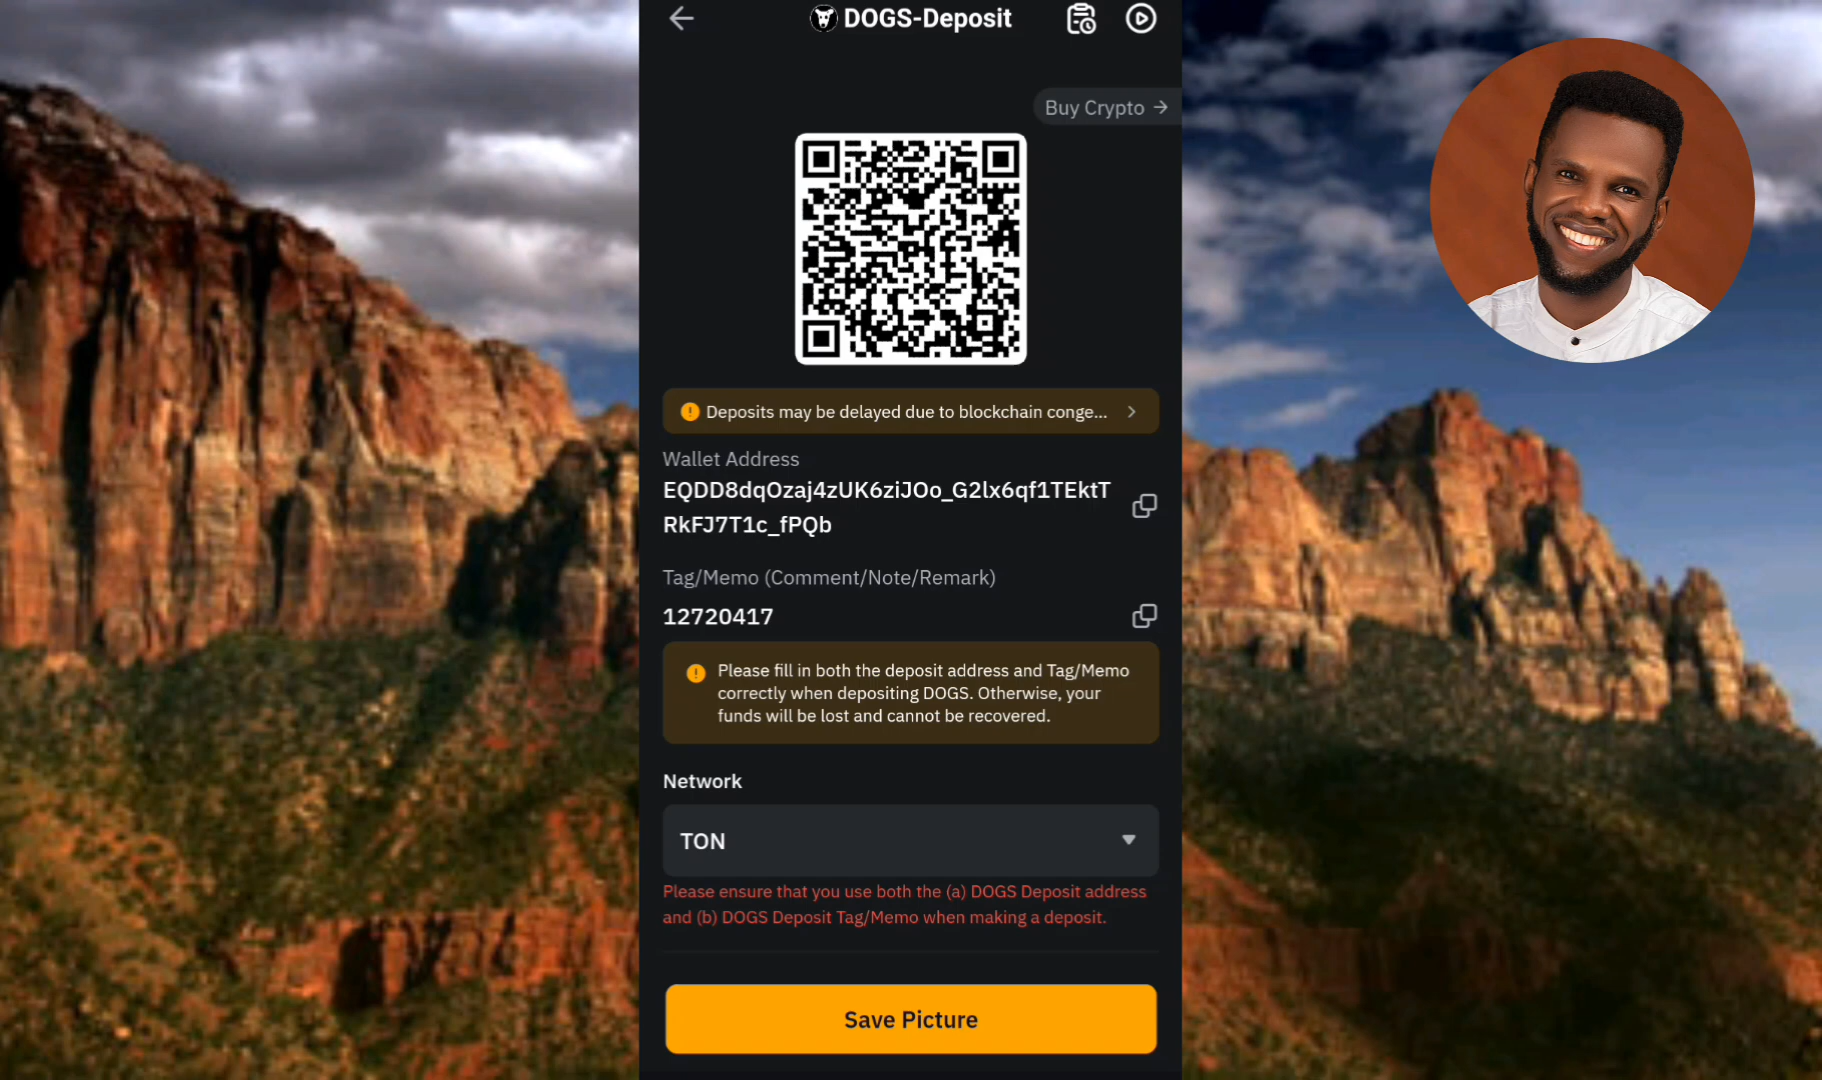 DOGS-Deposit
Buy Crypto →
Deposits may be delayed due to blockchain conge...
Wallet Address
EQDD8dqOzaj4zUK6ziJOo_G2lx6qf1TEktT
RkFJ7T1c_fPQb
Tag/Memo (Comment/Note/Remark)
12720417
Please fill in both the deposit address and Tag/Memo
correctly when depositing DOGS. Otherwise, your
funds will be lost and cannot be recovered.
Network
TON
Please ensure that you use both the (a) DOGS Deposit address
and (b) DOGS Deposit Tag/Memo when making a deposit.
Save Picture